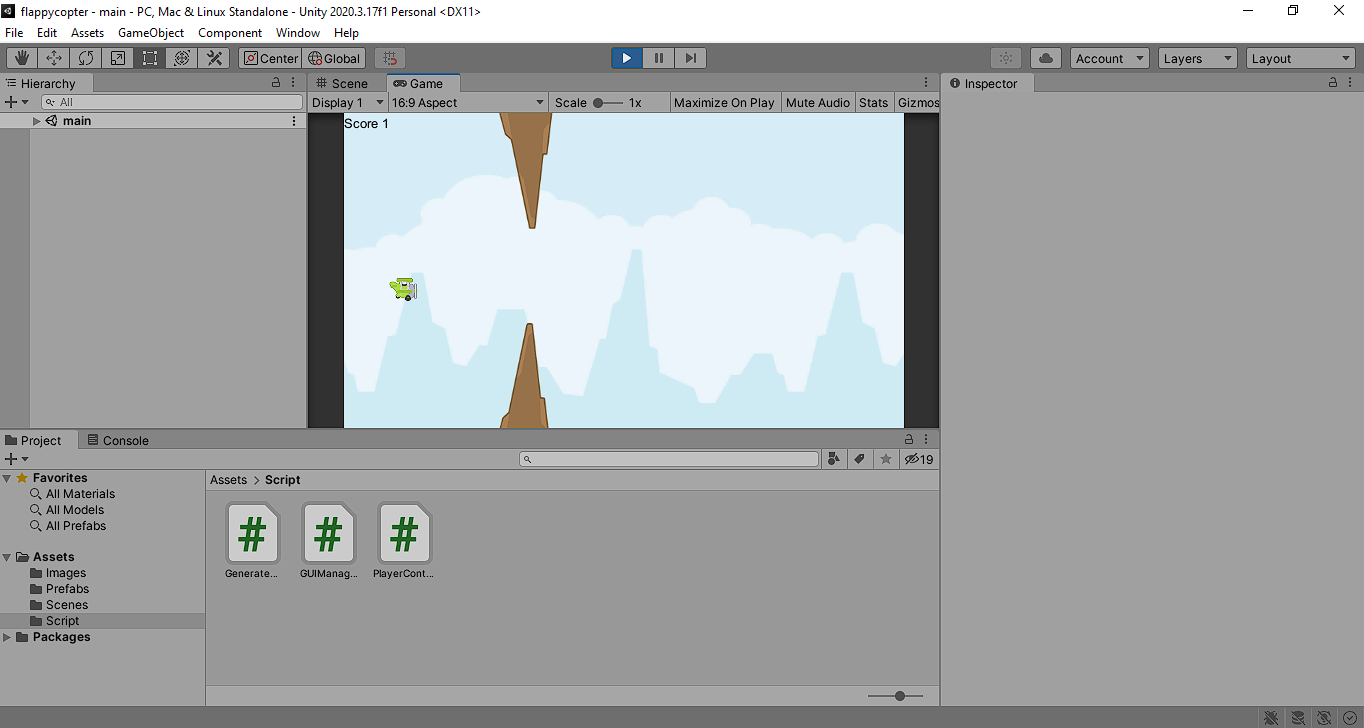 flappycopter - main - PC, Mac & Linux Standalone - Unity 2020.3.17f1 Personal <DX11>
File Edit Assets GameObject Component Window Help
Center Global Account Layers Layout
Hierarchy Scene Game Inspector
All Display 1 16:9 Aspect Scale 1x Maximize On Play Mute Audio Stats Gizmos
main
Score 1
Project Console
19
Favorites
All Materials
All Models
All Prefabs
Assets
Images
Prefabs
Scenes
Script
Packages
Assets > Script
# # #
Generate... GUIManag... PlayerCont...